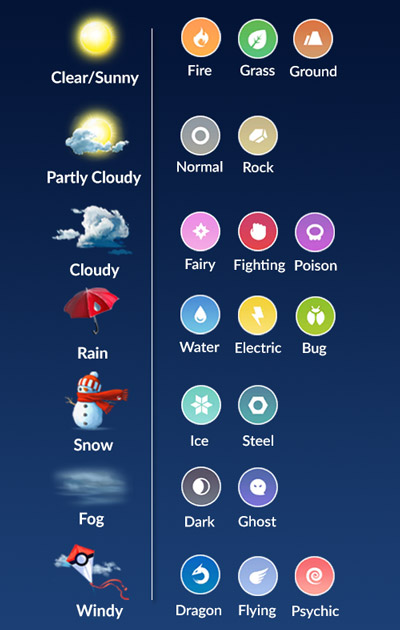 Clear/Sunny
Fire Grass Ground
Partly Cloudy
Normal Rock
Cloudy
Fairy Fighting Poison
Rain
Water Electric Bug
Snow
Ice Steel
Fog
Dark Ghost
Windy
Dragon Flying Psychic